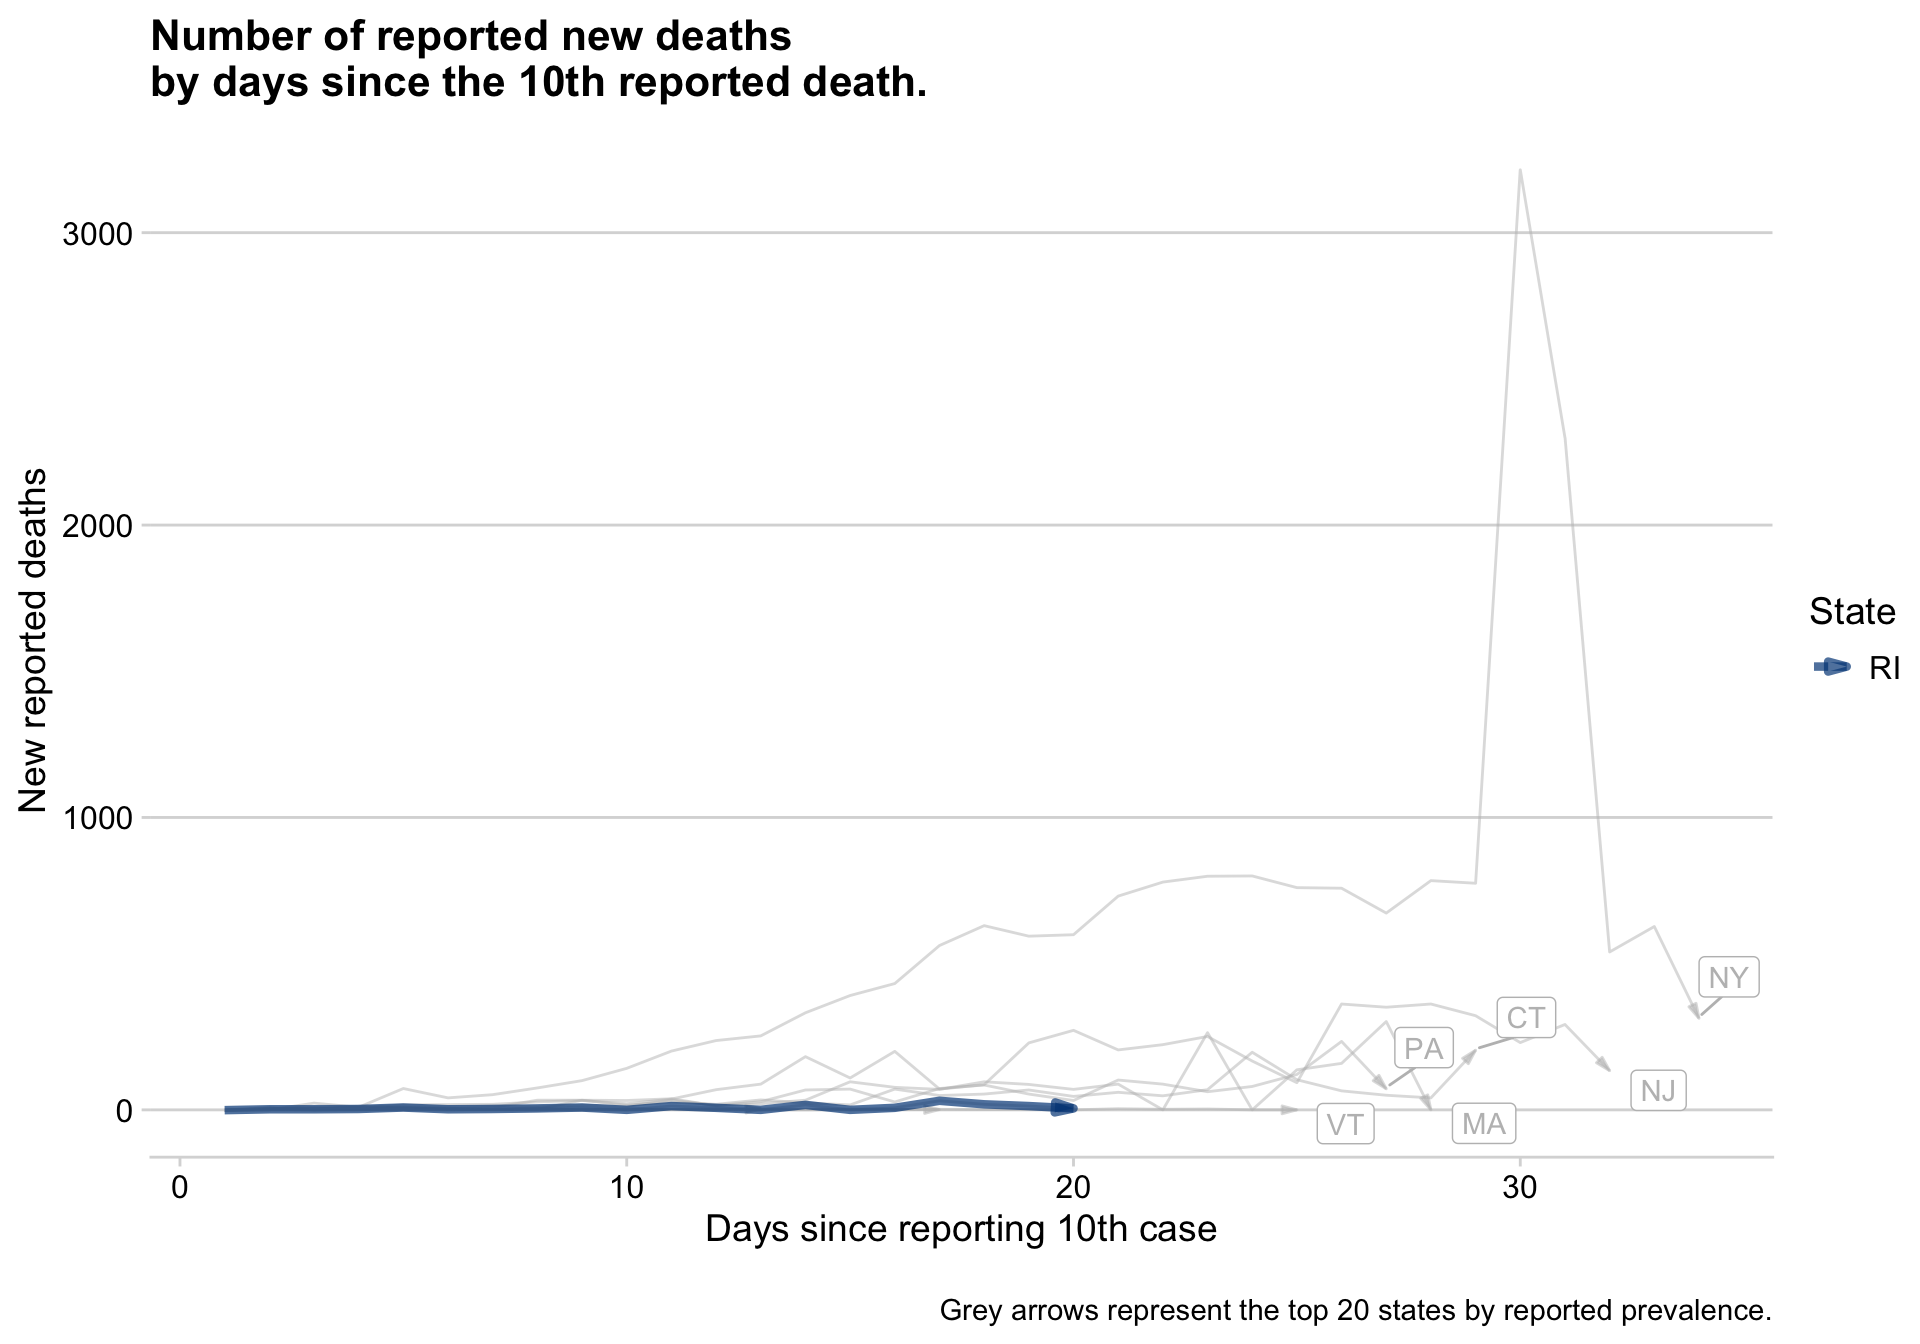 Number of reported new deaths
by days since the 10th reported death.
New reported deaths
3000
2000
1000
0
NY
CT
PA
NJ
VT
MA
0
10
20
30
Days since reporting 10th case
State
RI
Grey arrows represent the top 20 states by reported prevalence.